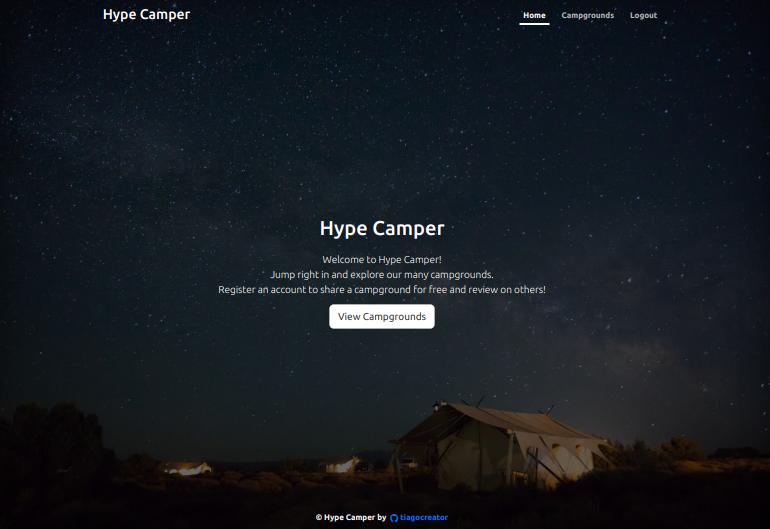 Hype Camper
Home Campgrounds Logout
Hype Camper
Welcome to Hype Camper!
Jump right in and explore our many campgrounds.
Register an account to share a campground for free and review on others!
View Campgrounds
© Hype Camper by tiagocreator